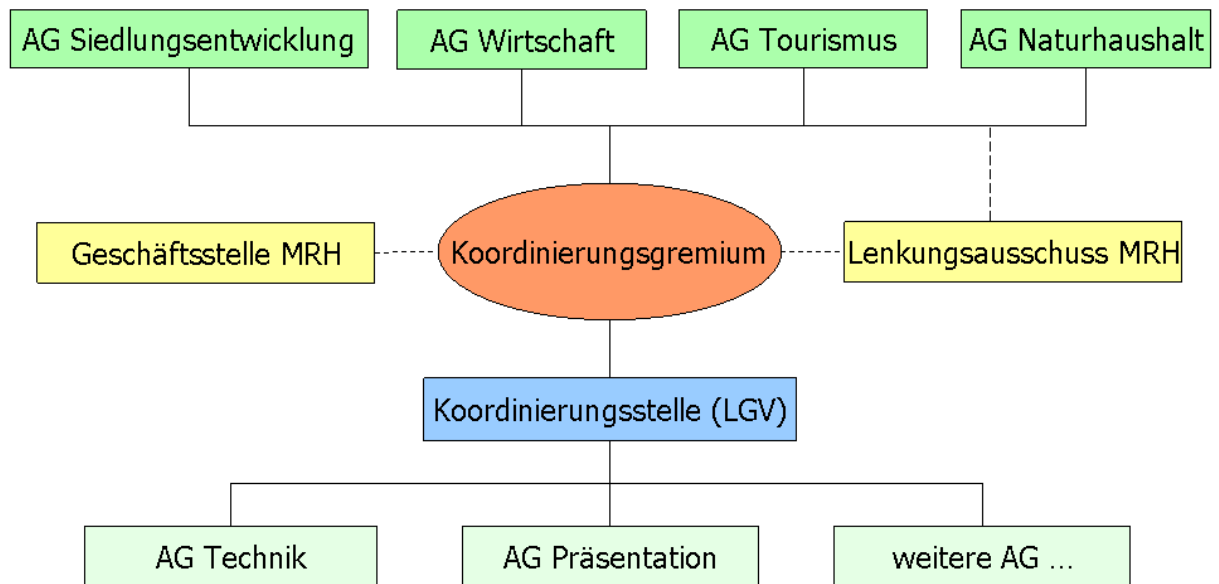 AG Siedlungsentwicklung
AG Wirtschaft
AG Tourismus
AG Naturhaushalt
Geschäftsstelle MRH
Koordinierungsgremium
Lenkungsausschuss MRH
Koordinierungsstelle (LGV)
AG Technik
AG Präsentation
weitere AG ...